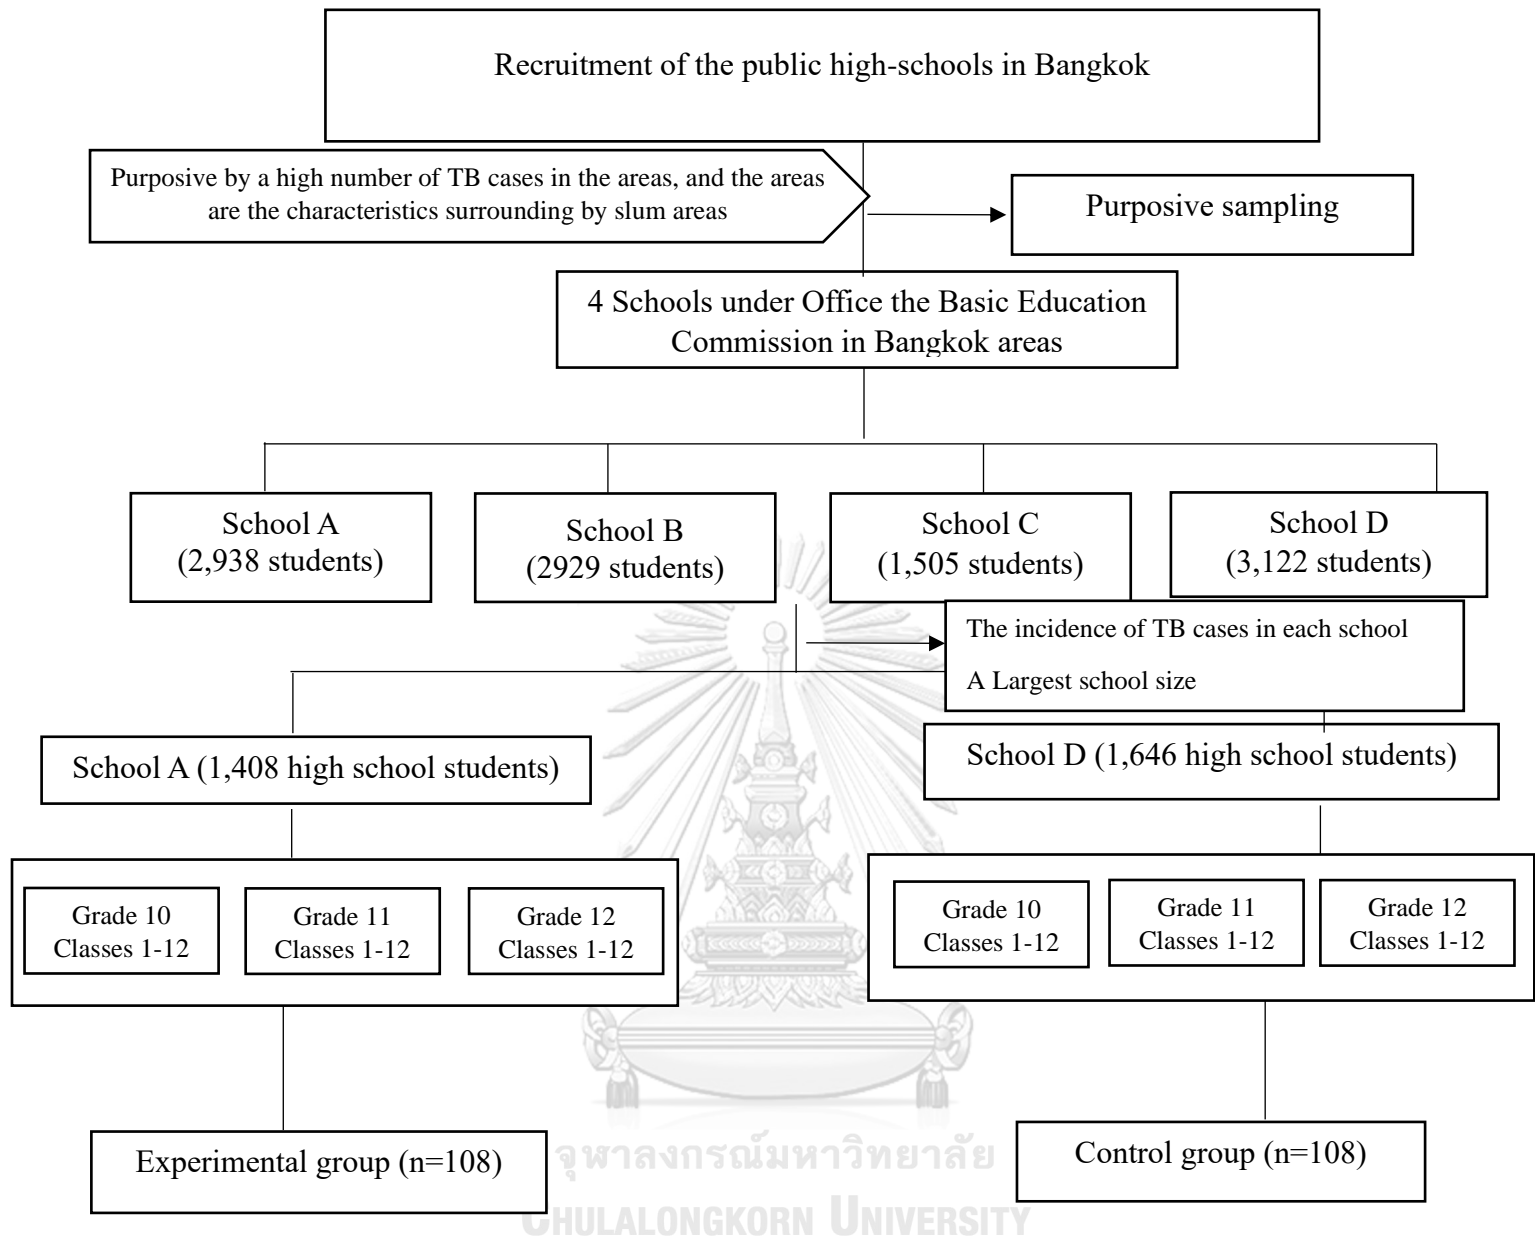 Recruitment of the public high-schools in Bangkok
Purposive by a high number of TB cases in the areas, and the areas
are the characteristics surrounding by slum areas
Purposive sampling
4 Schools under Office the Basic Education
Commission in Bangkok areas
School A
(2,938 students)
School B
(2929 students)
School C
(1,505 students)
School D
(3,122 students)
The incidence of TB cases in each school
A Largest school size
School A (1,408 high school students)
School D (1,646 high school students)
Grade 10
Classes 1-12
Grade 11
Classes 1-12
Grade 12
Classes 1-12
Grade 10
Classes 1-12
Grade 11
Classes 1-12
Grade 12
Classes 1-12
Experimental group (n=108)
Control group (n=108)
จุฬาลงกรณ์มหาวิทยาลัย
CHULALONGKORN UNIVERSITY